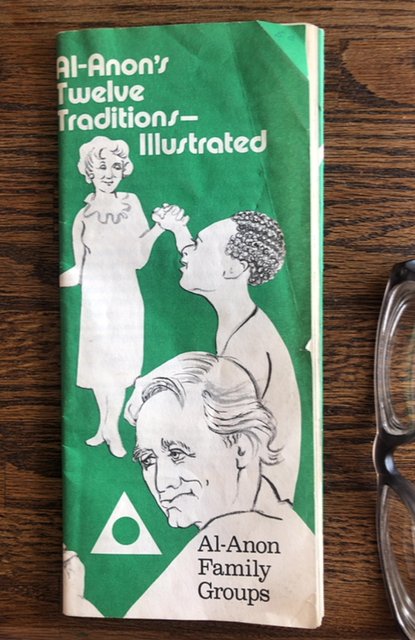 Al-Anon's
Twelve
Traditions—
Illustrated
Al-Anon
Family
Groups